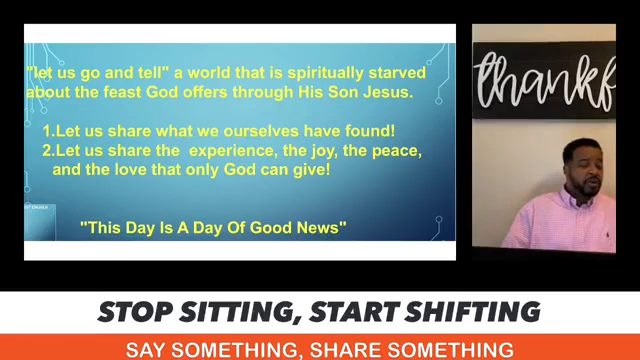 "let us go and tell" a world that is spiritually starved
about the feast God offers through His Son Jesus.
1.Let us share what we ourselves have found!
2.Let us share the experience, the joy, the peace,
and the love that only God can give!
"This Day Is A Day Of Good News"
thankf
STOP SITTING, START SHIFTING
SAY SOMETHING, SHARE SOMETHING